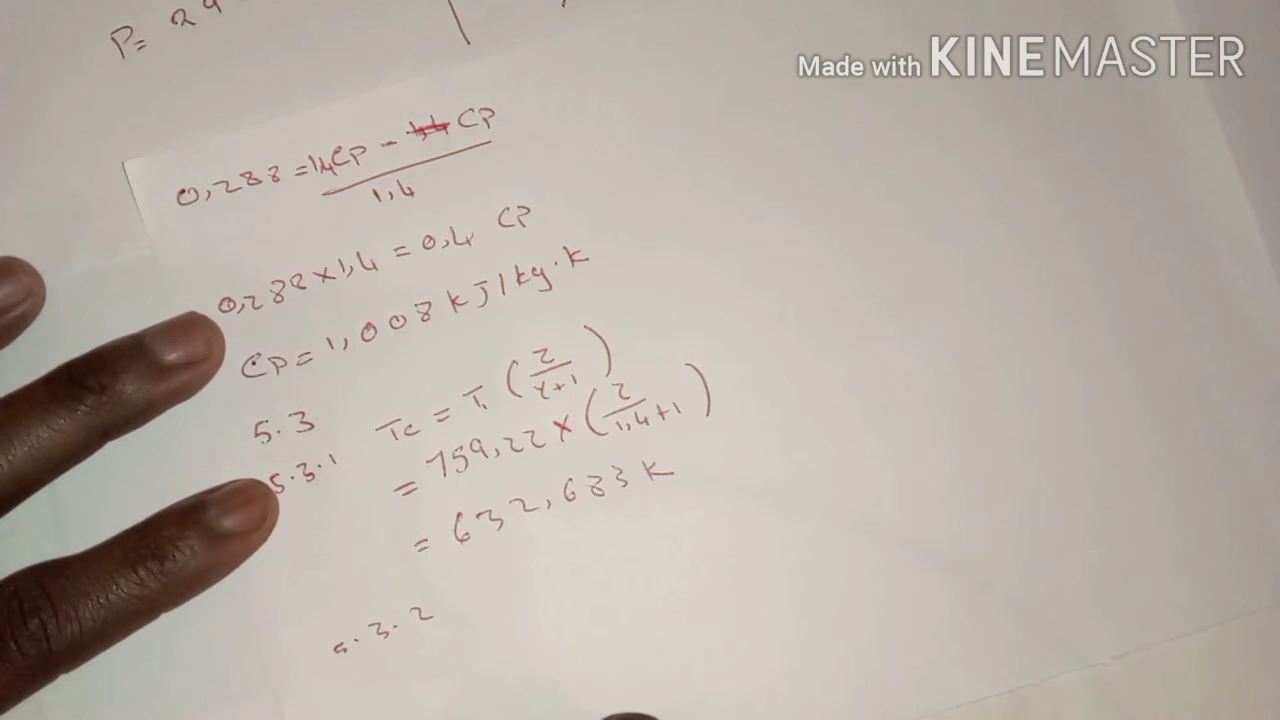 P= 29
Made with KINEMASTER
0,288 = 1,4CP - CP
1,4
0,288 x 1,4 = 0,4 CP
CP = 1,008 kJ/kg.k
5.3
Tc = T1 (2/γ+1)
5.3.1
= 759,22 x (2/1,4+1)
= 632,683 K
5.3.2